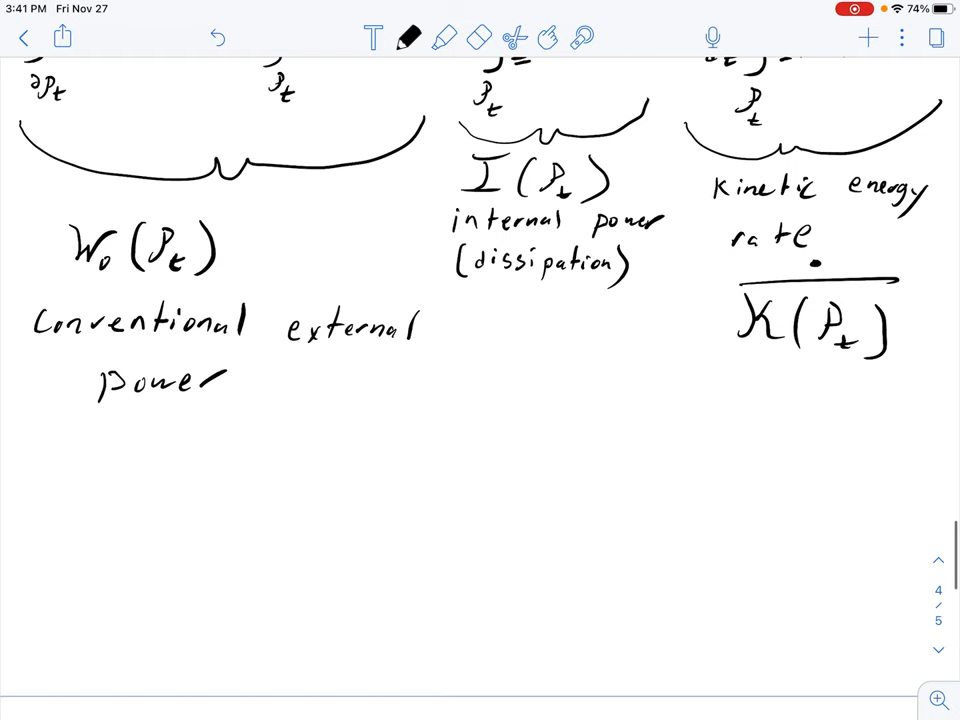 3:41 PM Fri Nov 27
74%
T
∂P_t
P_t
P_t
P_t
W_0 (P_t)
conventional external
power
I (P_t)
internal power
(dissipation)
kinetic energy
rate
K (P_t)
4
/
5